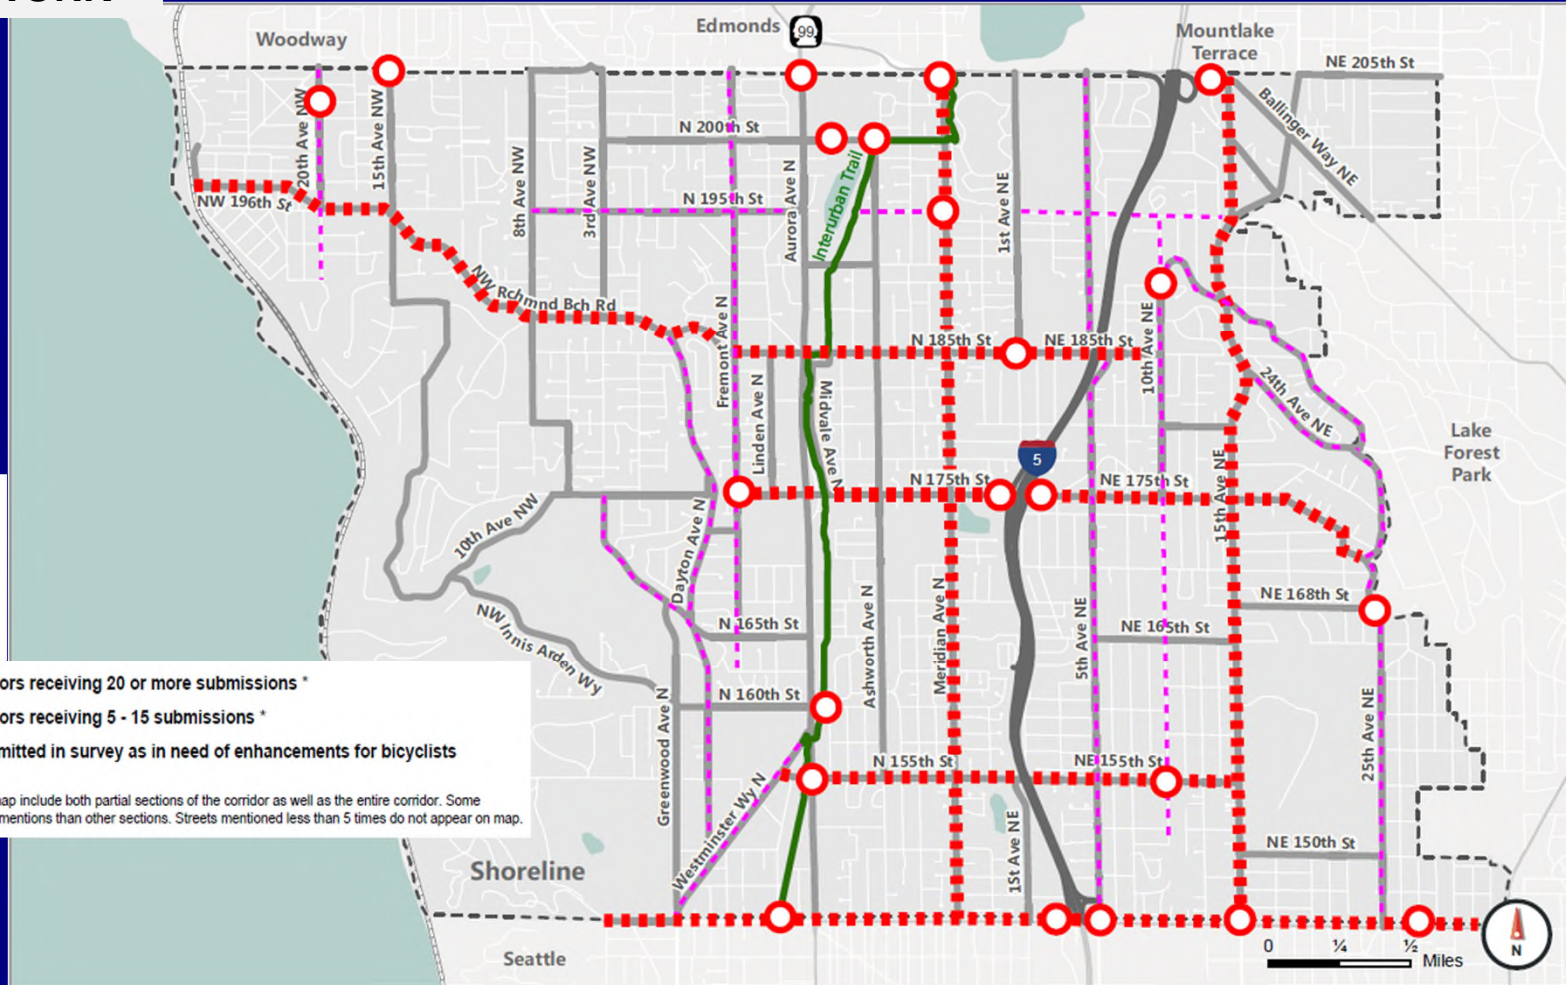 Woodway
Edmonds
99
Mountlake
Terrace
NE 205th St
Ballinger Way NE
20th Ave NW
15th Ave NW
8th Ave NW
3rd Ave NW
N 200th St
N 195th St
Aurora Ave N
Interurban Trail
1st Ave NE
NW 196th St
NW Rchmnd Bch Rd
Fremont Ave N
N 185th St
NE 185th St
10th Ave NE
24th Ave NE
Linden Ave N
Midvale Ave N
Lake
Forest
Park
5
N 175th St
NE 175th St
15th Ave NE
10th Ave NW
Dayton Ave N
NW Innis Arden Wy
N 165th St
Ashworth Ave N
Meridian Ave N
5th Ave NE
NE 165th St
NE 168th St
N 160th St
Greenwood Ave N
Westminster Wy N
N 155th St
NE 155th St
25th Ave NE
1St Ave NE
NE 150th St
ors receiving 20 or more submissions *
ors receiving 5 - 15 submissions *
mitted in survey as in need of enhancements for bicyclists
ap include both partial sections of the corridor as well as the entire corridor. Some
mentions than other sections. Streets mentioned less than 5 times do not appear on map.
Shoreline
Seattle
0 ¼ ½
Miles
N